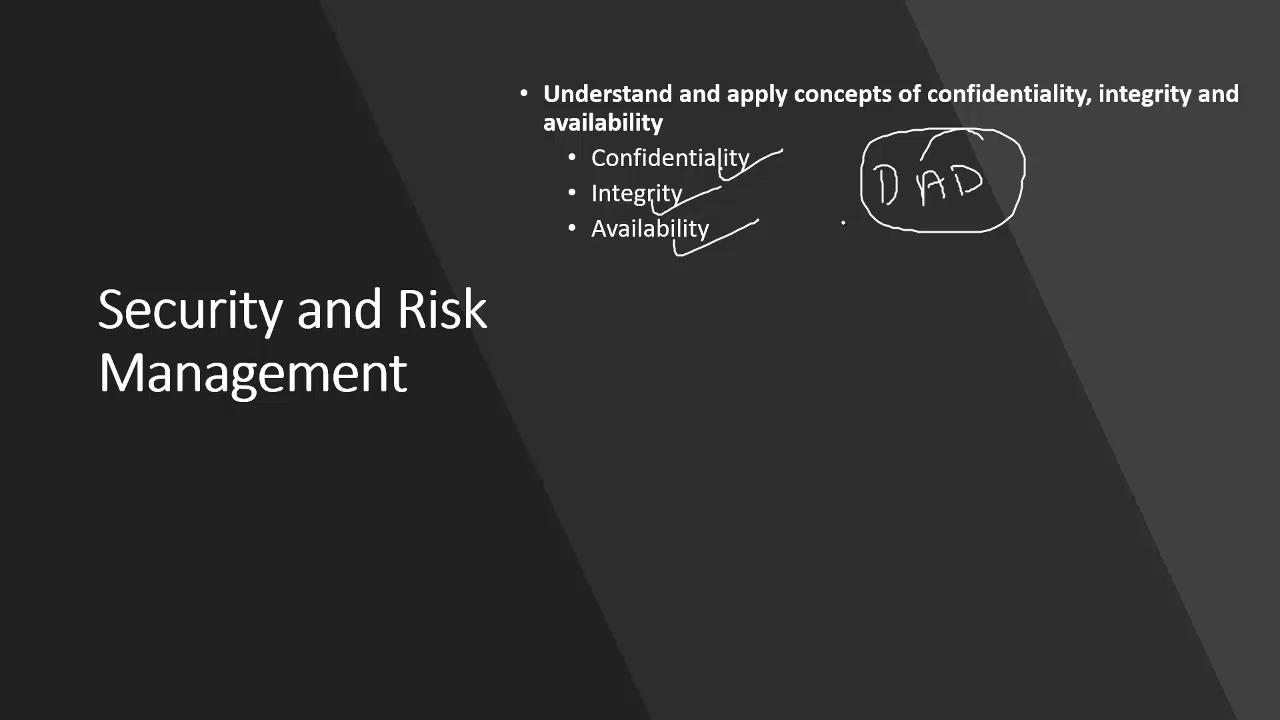 Security and Risk
Management
• Understand and apply concepts of confidentiality, integrity and
availability
• Confidentiality
• Integrity
• Availability
DAD